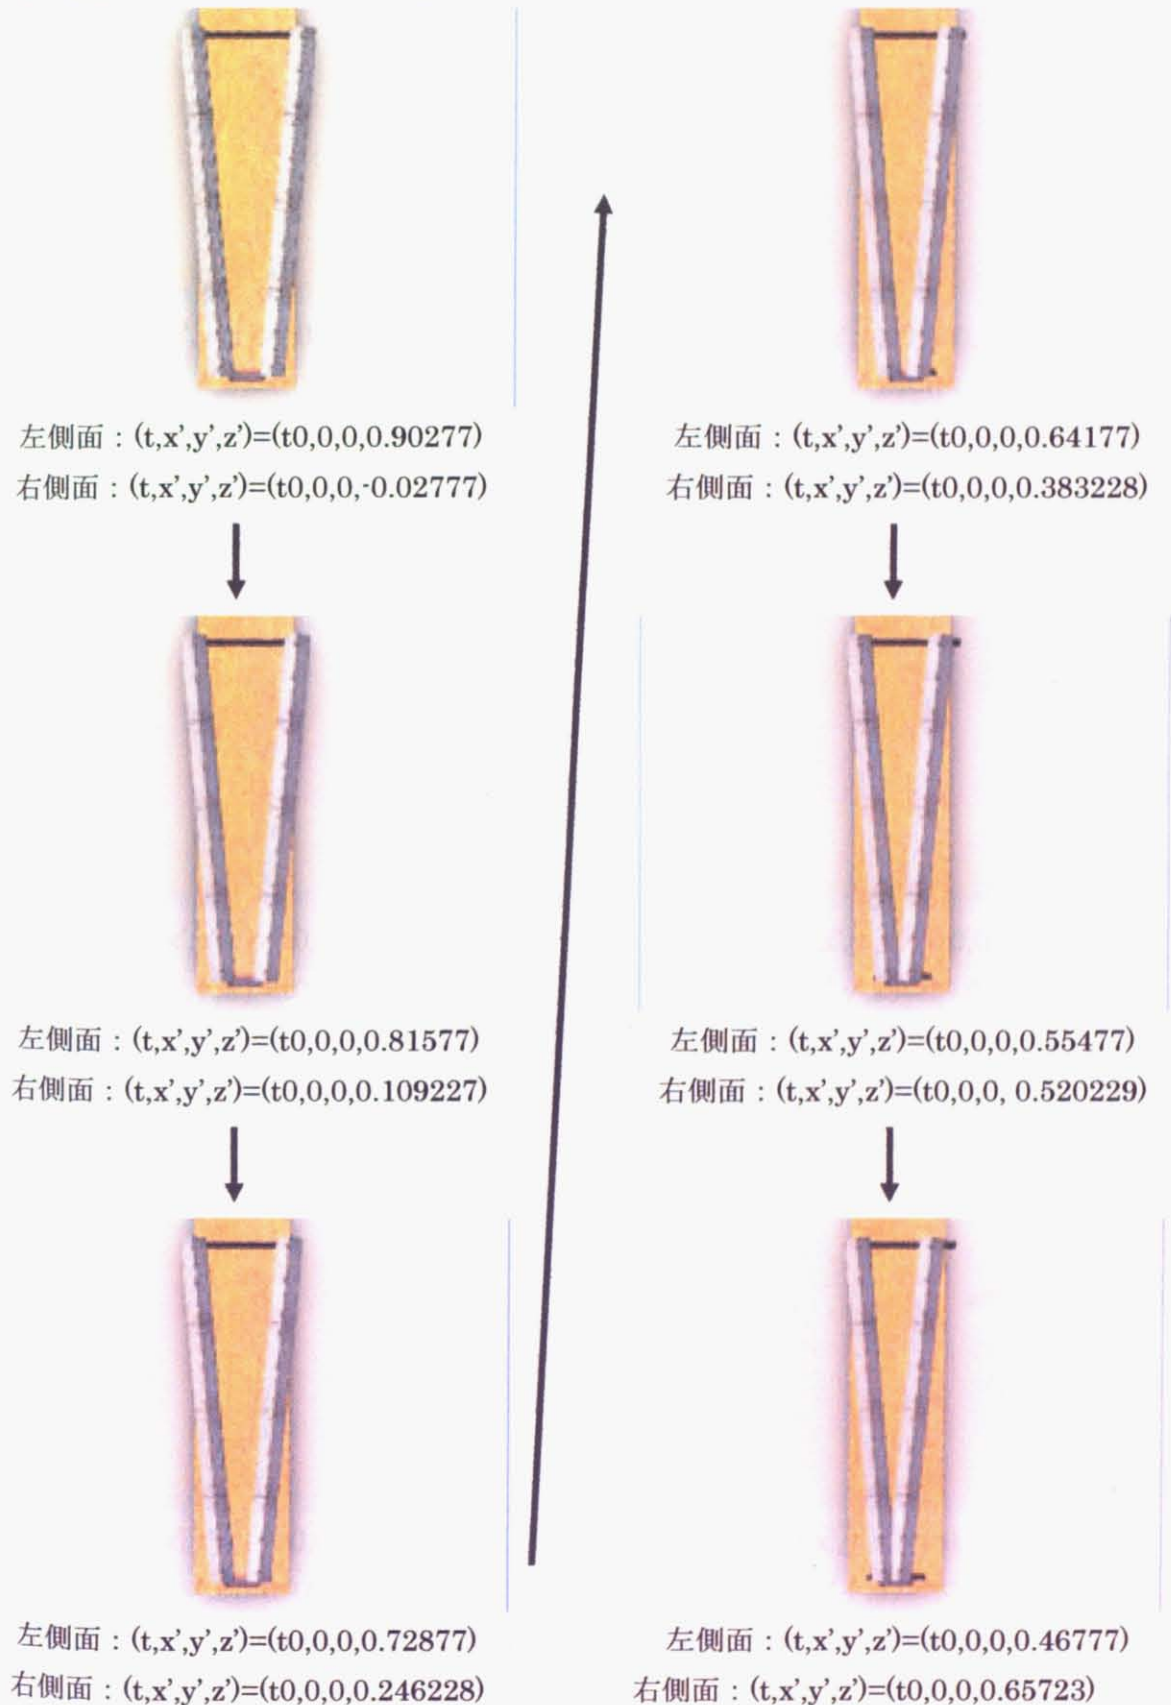 左側面：(t,x',y',z')=(t0,0,0,0.90277)
右側面：(t,x',y',z')=(t0,0,0,-0.02777)
左側面：(t,x',y',z')=(t0,0,0,0.81577)
右側面：(t,x',y',z')=(t0,0,0,0.109227)
左側面：(t,x',y',z')=(t0,0,0,0.72877)
右側面：(t,x',y',z')=(t0,0,0,0.246228)
左側面：(t,x',y',z')=(t0,0,0,0.64177)
右側面：(t,x',y',z')=(t0,0,0,0.383228)
左側面：(t,x',y',z')=(t0,0,0,0.55477)
右側面：(t,x',y',z')=(t0,0,0, 0.520229)
左側面：(t,x',y',z')=(t0,0,0,0.46777)
右側面：(t,x',y',z')=(t0,0,0,0.65723)